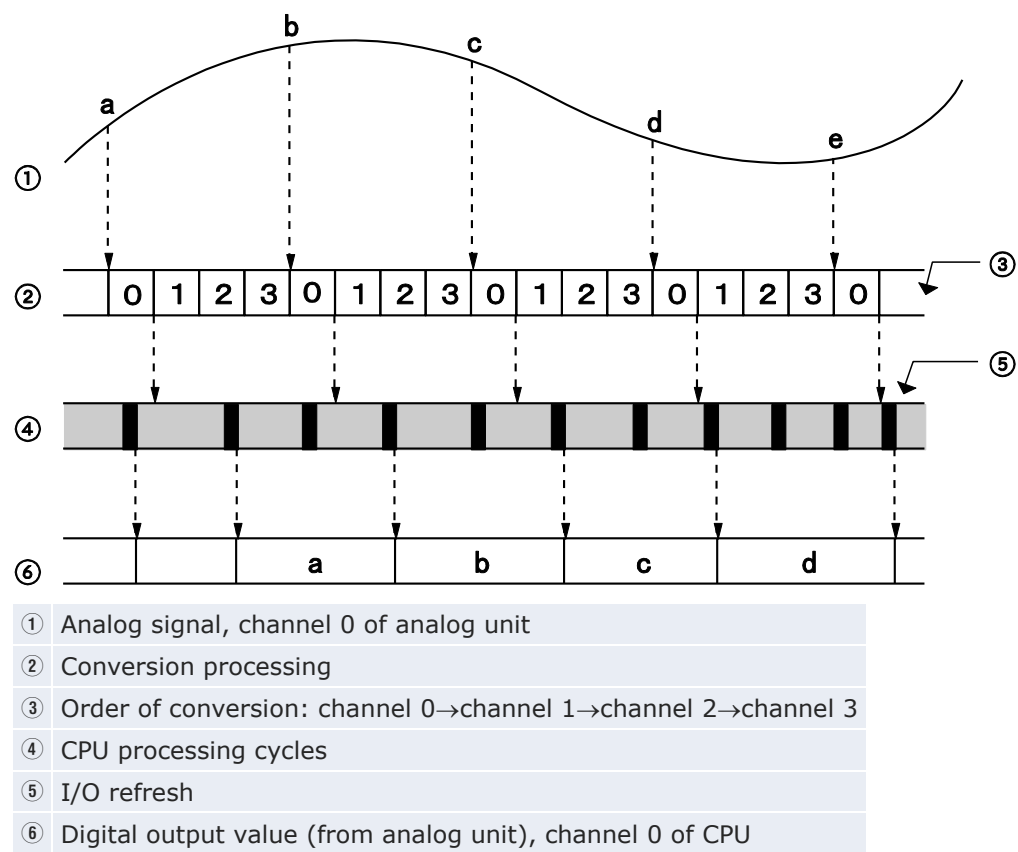 b
c
a
d
e
①
③
② 0 1 2 3 0 1 2 3 0 1 2 3 0 1 2 3 0
⑤
④
⑥ a b c d
① Analog signal, channel 0 of analog unit
② Conversion processing
③ Order of conversion: channel 0→channel 1→channel 2→channel 3
④ CPU processing cycles
⑤ I/O refresh
⑥ Digital output value (from analog unit), channel 0 of CPU